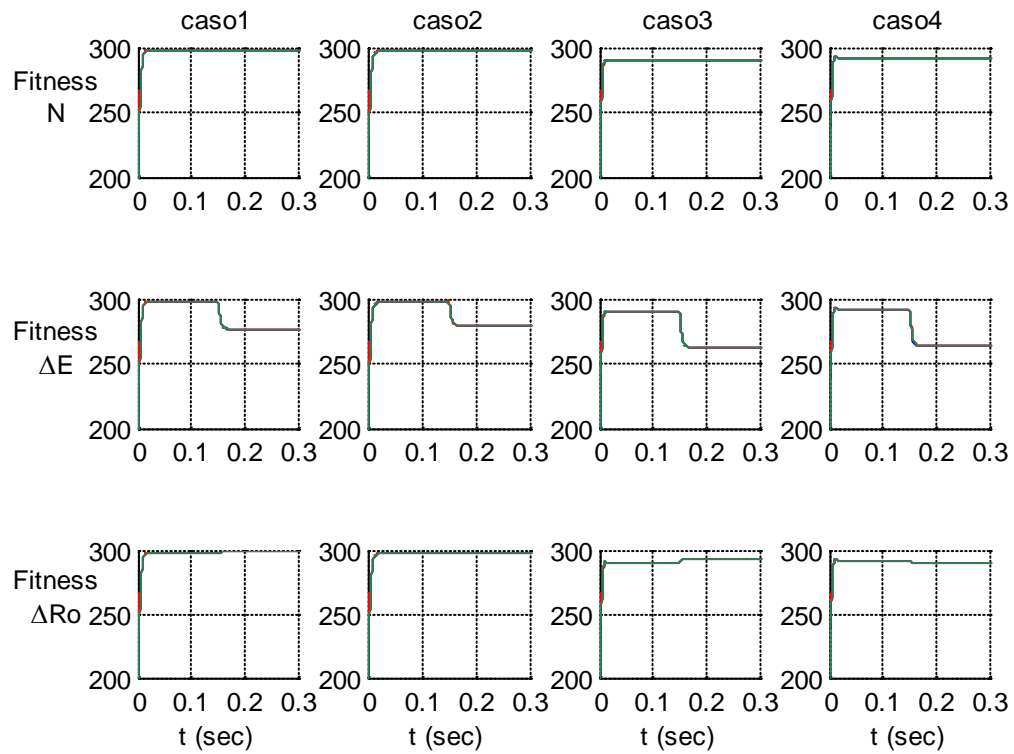 caso1 caso2 caso3 caso4
Fitness
N
300 300 300 300
250 250 250 250
200 200 200 200
0 0.1 0.2 0.3 0 0.1 0.2 0.3 0 0.1 0.2 0.3 0 0.1 0.2 0.3
Fitness
ΔE
300 300 300 300
250 250 250 250
200 200 200 200
0 0.1 0.2 0.3 0 0.1 0.2 0.3 0 0.1 0.2 0.3 0 0.1 0.2 0.3
Fitness
ΔRo
300 300 300 300
250 250 250 250
200 200 200 200
0 0.1 0.2 0.3 0 0.1 0.2 0.3 0 0.1 0.2 0.3 0 0.1 0.2 0.3
t (sec) t (sec) t (sec) t (sec)